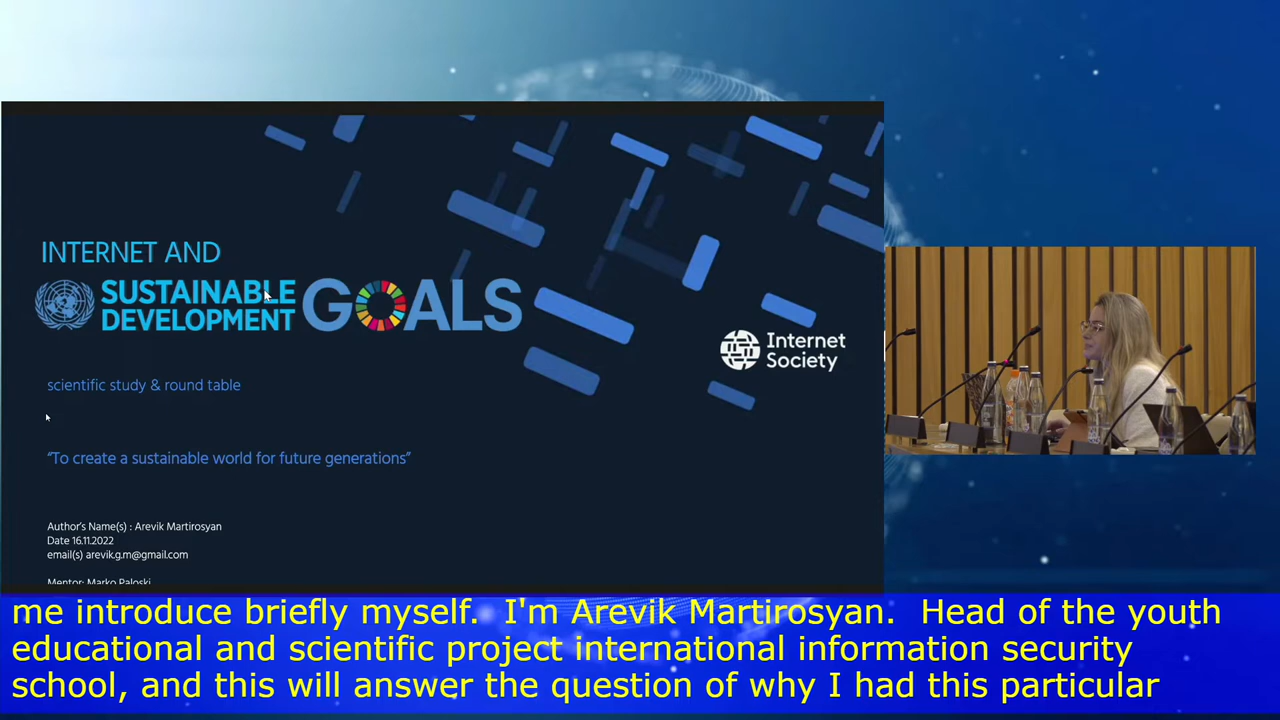 INTERNET AND
SUSTAINABLE
DEVELOPMENT
GOALS
Internet
Society
scientific study & round table
“To create a sustainable world for future generations”
Author's Name(s) : Arevik Martirosyan
Date 16.11.2022
email(s) arevik.g.m@gmail.com
Mentor: Marko Paloski
me introduce briefly myself. I'm Arevik Martirosyan. Head of the youth
educational and scientific project international information security
school, and this will answer the question of why I had this particular